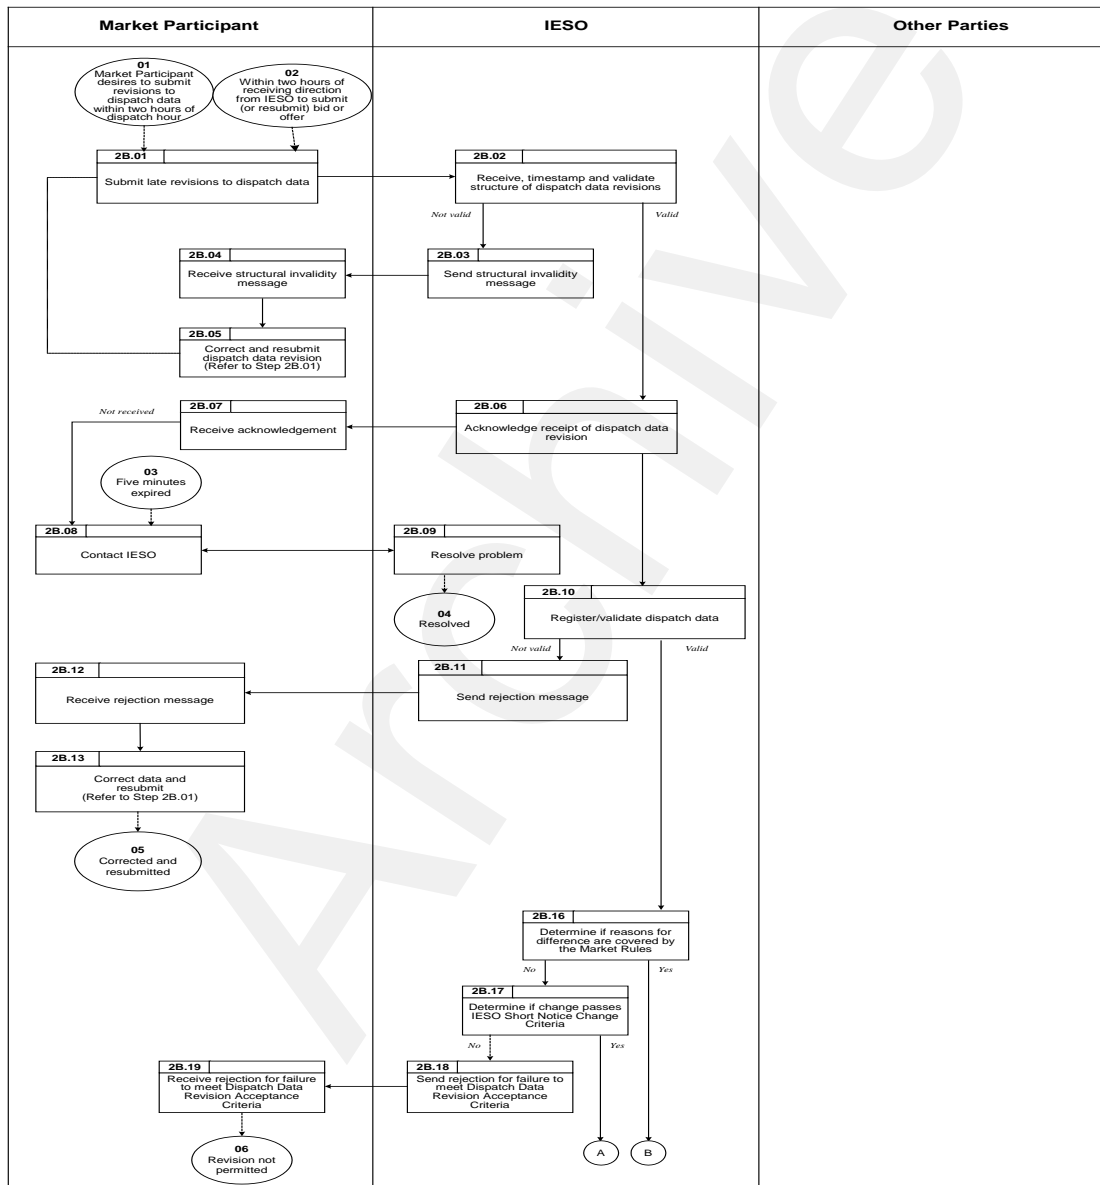 Market Participant
IESO
Other Parties
01
Market Participant
desires to submit
revisions to
dispatch data
within two hours of
dispatch hour
02
Within two hours of
receiving direction
from IESO to submit
(or resubmit) bid or
offer
2B.01
Submit late revisions to dispatch data
2B.02
Receive, timestamp and validate
structure of dispatch data revisions
Not valid
Valid
2B.04
Receive structural invalidity
message
2B.03
Send structural invalidity
message
2B.05
Correct and resubmit
dispatch data revision
(Refer to Step 2B.01)
Not received
2B.07
Receive acknowledgement
2B.06
Acknowledge receipt of dispatch data
revision
03
Five minutes
expired
2B.08
Contact IESO
2B.09
Resolve problem
04
Resolved
2B.10
Register/validate dispatch data
Not valid
Valid
2B.12
Receive rejection message
2B.11
Send rejection message
2B.13
Correct data and
resubmit
(Refer to Step 2B.01)
05
Corrected and
resubmitted
2B.16
Determine if reasons for
difference are covered by
the Market Rules
No
Yes
2B.17
Determine if change passes
IESO Short Notice Change
Criteria
No
Yes
2B.19
Receive rejection for failure
to meet Dispatch Data
Revision Acceptance
Criteria
2B.18
Send rejection for failure to
meet Dispatch Data
Revision Acceptance
Criteria
06
Revision not
permitted
A
B
Archive